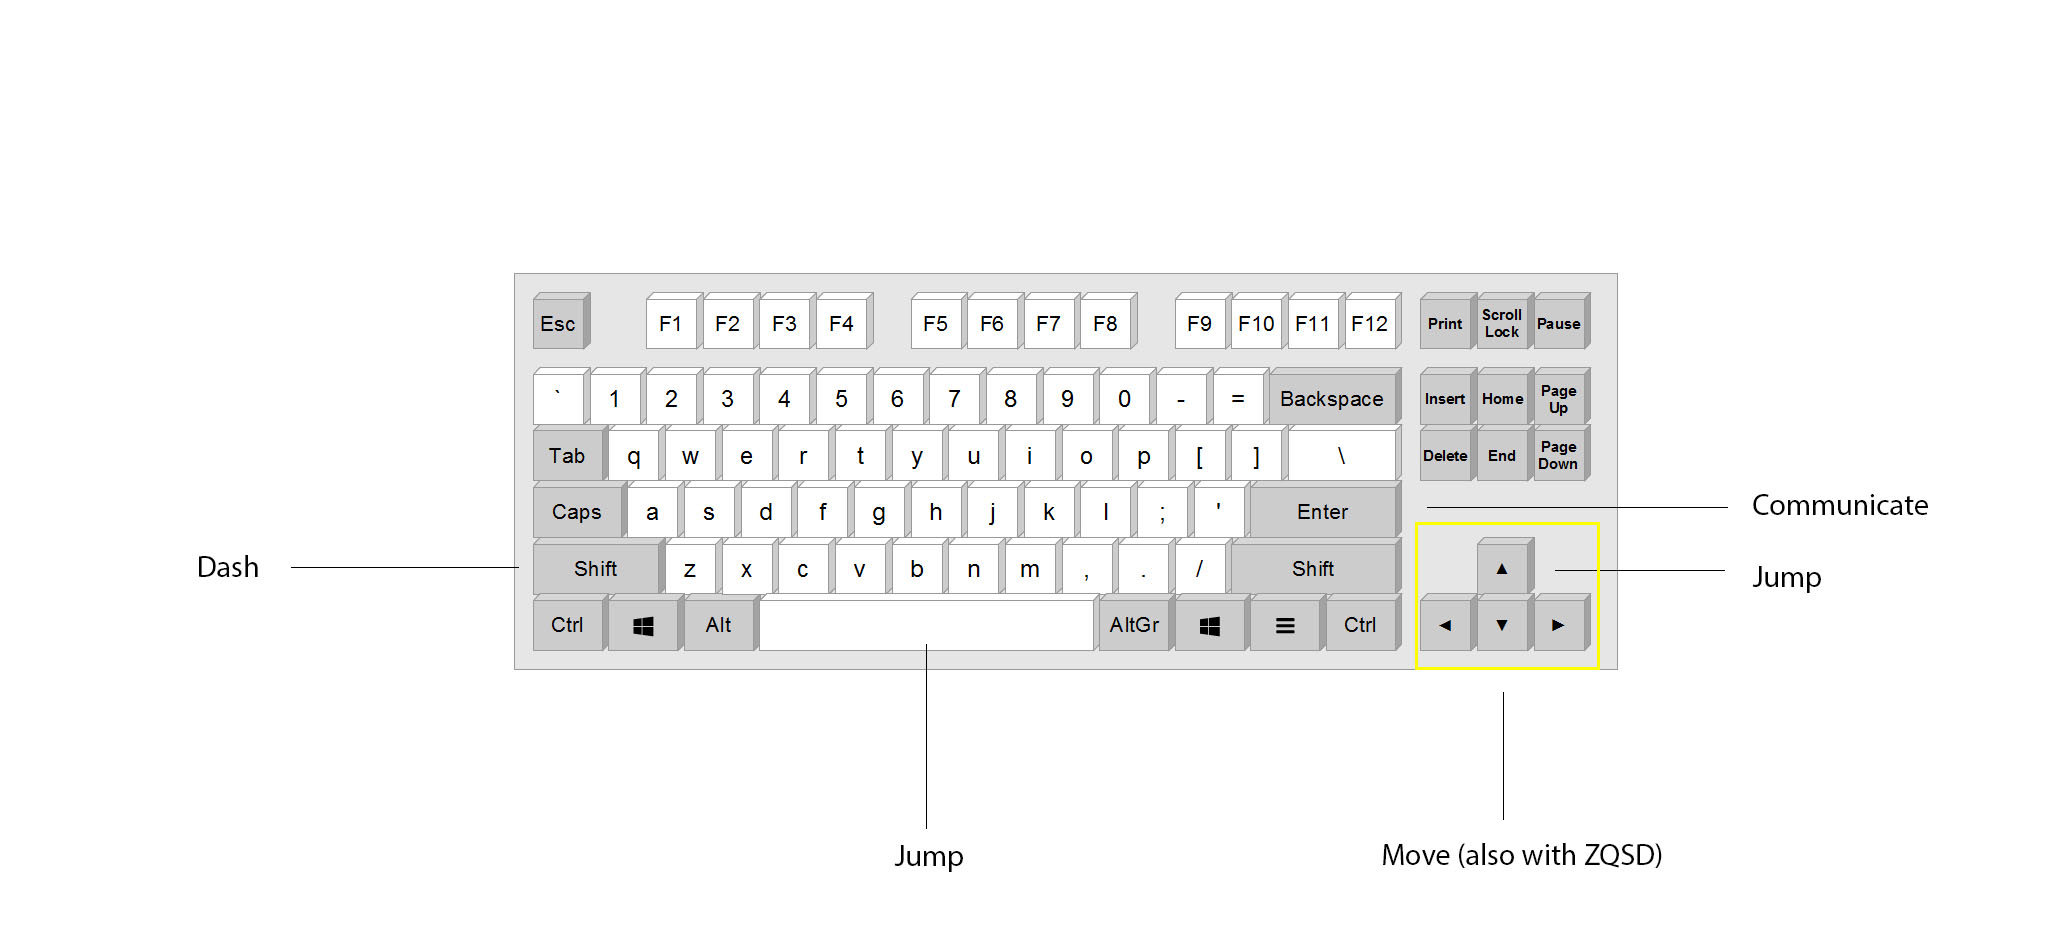 Esc F1 F2 F3 F4 F5 F6 F7 F8 F9 F10 F11 F12 Print Scroll Lock Pause
` 1 2 3 4 5 6 7 8 9 0 - = Backspace Insert Home Page Up
Tab q w e r t y u i o p [ ] \ Delete End Page Down
Caps a s d f g h j k l ; ' Enter
Communicate
Dash
Shift z x c v b n m , . / Shift ▲
Jump
Ctrl Alt AltGr Ctrl ◄ ▼ ►
Jump
Move (also with ZQSD)